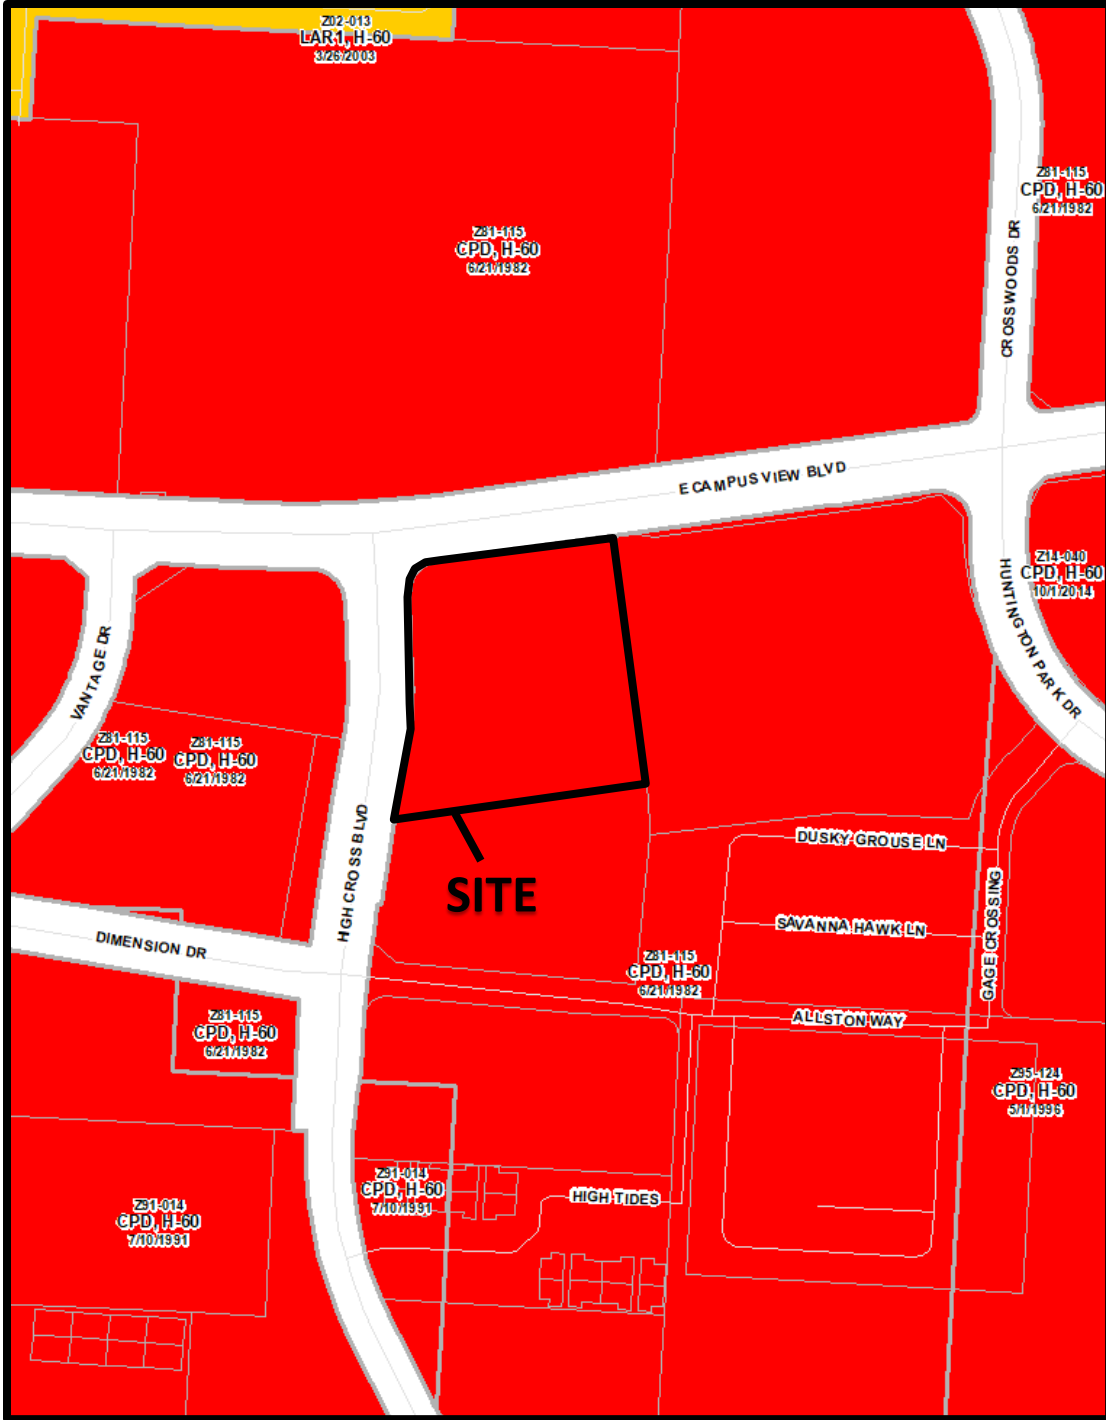 Z02-013
LAR1, H-60
3/26/2003
Z81-115
CPD, H-60
6/21/1982
CROSSWOODS DR
Z81-115
CPD, H-60
6/21/1982
E CAMPUS VIEW BLVD
Z14-040
CPD, H-60
10/1/2014
HUNTINGTON PARK DR
VANTAGE DR
Z81-115
CPD, H-60
6/21/1982
Z81-115
CPD, H-60
6/21/1982
HIGH CROSS BLVD
SITE
DUSKY GROUSE LN
SAVANNA HAWK LN
GAGE CROSSING
DIMENSION DR
Z81-115
CPD, H-60
6/21/1982
ALLSTON WAY
Z81-115
CPD, H-60
6/21/1982
Z95-124
CPD, H-60
5/1/1996
Z91-014
CPD, H-60
7/10/1991
HIGH TIDES
Z91-014
CPD, H-60
7/10/1991